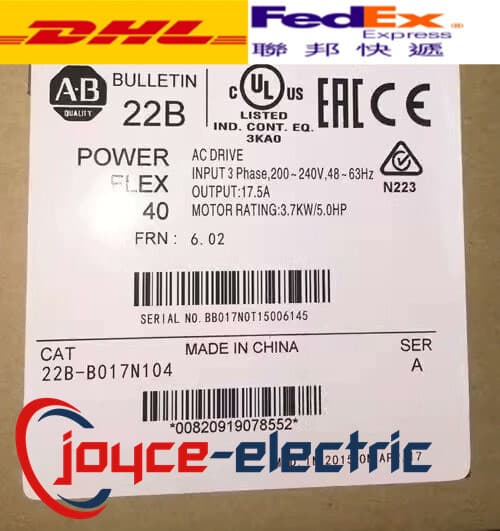 DHL
FedEx
Express
聯邦快遞
A-B
QUALITY
BULLETIN
22B
C UL US
LISTED
IND. CONT. EQ.
3KA0
EAC CE
N223
POWER
FLEX
40
AC DRIVE
INPUT 3 Phase,200~240V,48~63Hz
OUTPUT:17.5A
MOTOR RATING:3.7KW/5.0HP
FRN: 6.02
SERIAL NO. BB017N0T15006145
CAT
22B-B017N104
MADE IN CHINA
SER
A
*00820919078552*
joyce-electric